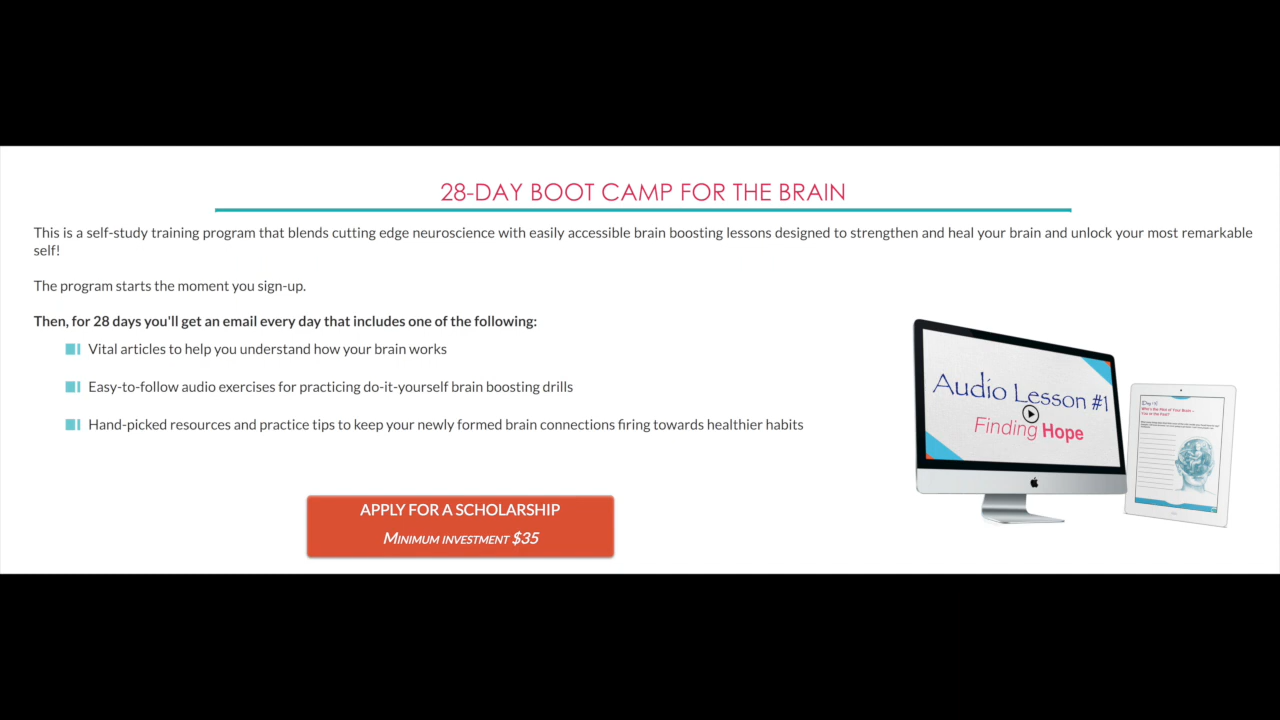 28-DAY BOOT CAMP FOR THE BRAIN
This is a self-study training program that blends cutting edge neuroscience with easily accessible brain boosting lessons designed to strengthen and heal your brain and unlock your most remarkable
self!
The program starts the moment you sign-up.
Then, for 28 days you'll get an email every day that includes one of the following:
Vital articles to help you understand how your brain works
Easy-to-follow audio exercises for practicing do-it-yourself brain boosting drills
Hand-picked resources and practice tips to keep your newly formed brain connections firing towards healthier habits
Audio Lesson #1
Finding Hope
APPLY FOR A SCHOLARSHIP
MINIMUM INVESTMENT $35